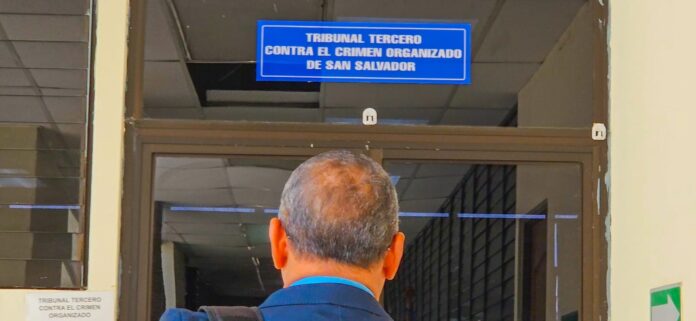 TRIBUNAL TERCERO
CONTRA EL CRIMEN ORGANIZADO
DE SAN SALVADOR
TRIBUNAL TERCERO
CONTRA EL CRIMEN
ORGANIZADO